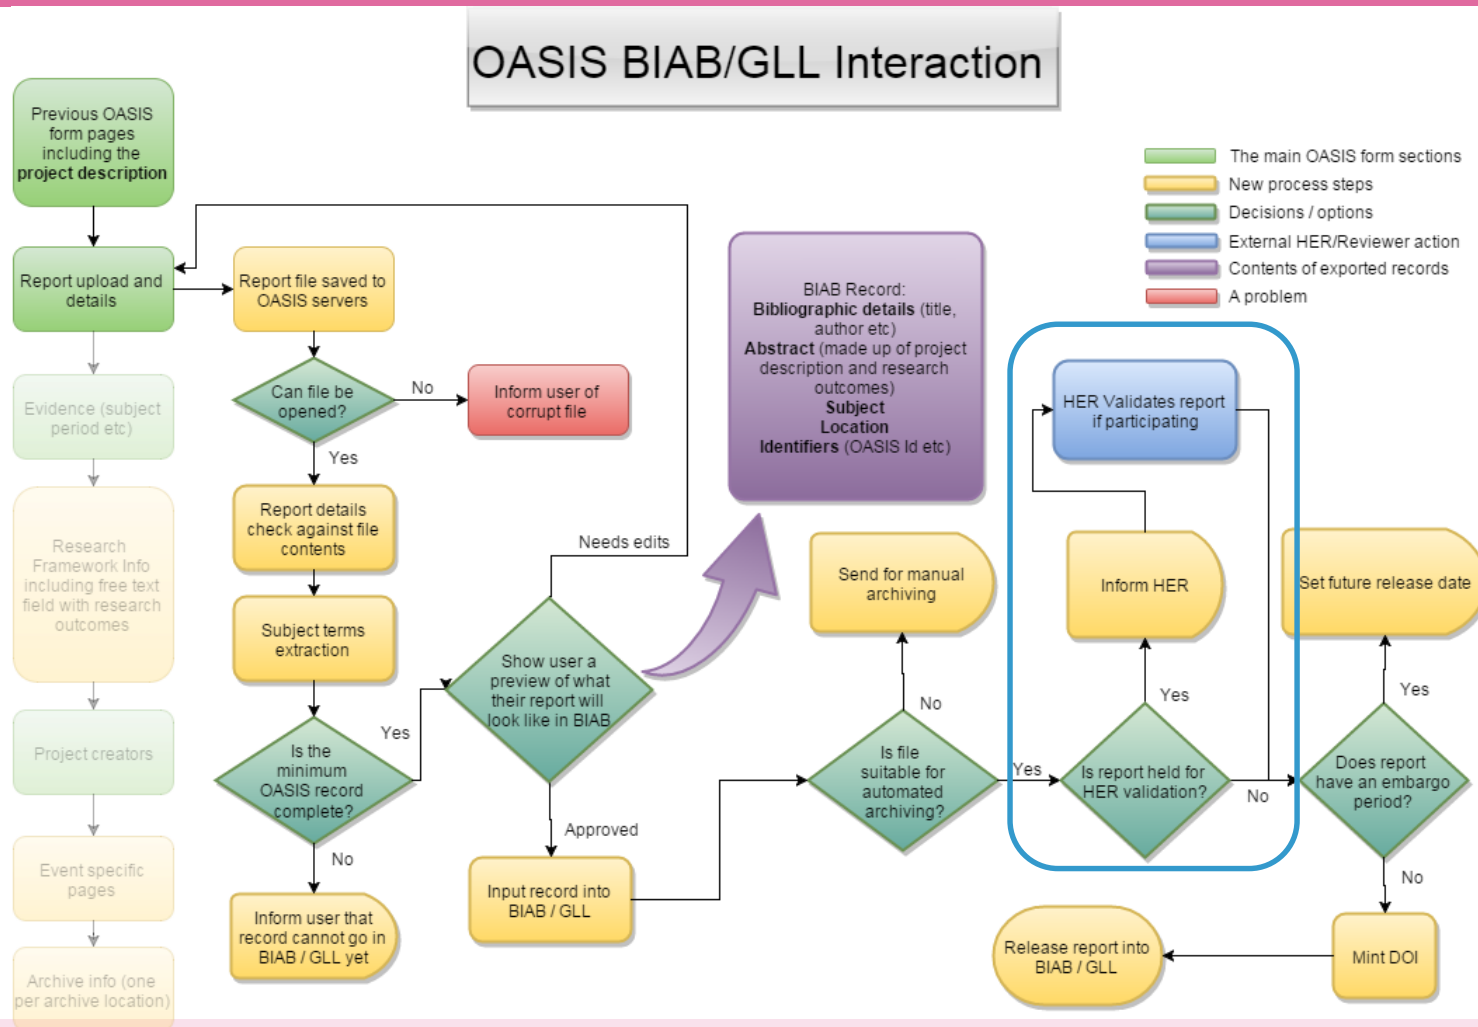 OASIS BIAB/GLL Interaction
Previous OASIS
form pages
including the
project description
Report upload and
details
Evidence (subject
period etc)
Research
Framework Info
including free text
field with research
outcomes
Project creators
Event specific
pages
Archive info (one
per archive location)
Report file saved to
OASIS servers
Can file be
opened?
No
Inform user of
corrupt file
Yes
Report details
check against file
contents
Subject terms
extraction
Is the
minimum
OASIS record
complete?
Yes
No
Inform user that
record cannot go in
BIAB / GLL yet
Needs edits
Show user a
preview of what
their report will
look like in BIAB
Approved
Input record into
BIAB / GLL
BIAB Record:
Bibliographic details (title,
author etc)
Abstract (made up of project
description and research
outcomes)
Subject
Location
Identifiers (OASIS Id etc)
Send for manual
archiving
No
Is file
suitable for
automated
archiving?
Yes
The main OASIS form sections
New process steps
Decisions / options
External HER/Reviewer action
Contents of exported records
A problem
HER Validates report
if participating
Inform HER
Yes
Is report held for
HER validation?
No
Set future release date
Yes
Does report
have an embargo
period?
No
Mint DOI
Release report into
BIAB / GLL